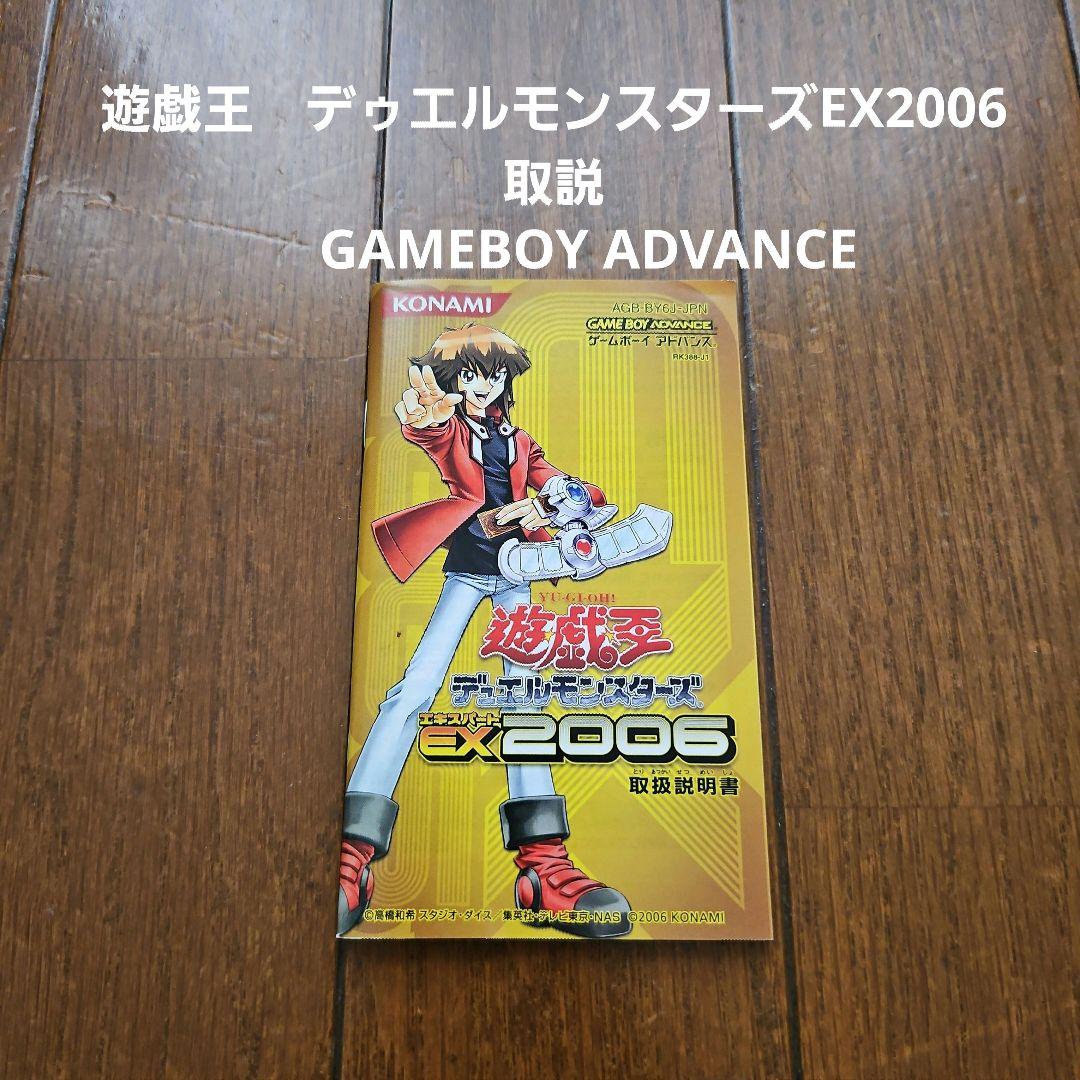 遊戯王　デゥエルモンスターズEX2006
取説
GAMEBOY ADVANCE
KONAMI
AGB-BY6J-JPN
GAME BOY ADVANCE
ゲームボーイ アドバンス
RK388-J1
YU-GI-OH!
遊戯王
デュエルモンスターズ
エキスパート
EX2006
とり あつかい せつ めい しょ
取扱説明書
©高橋和希 スタジオ・ダイス／集英社・テレビ東京・NAS ©2006 KONAMI